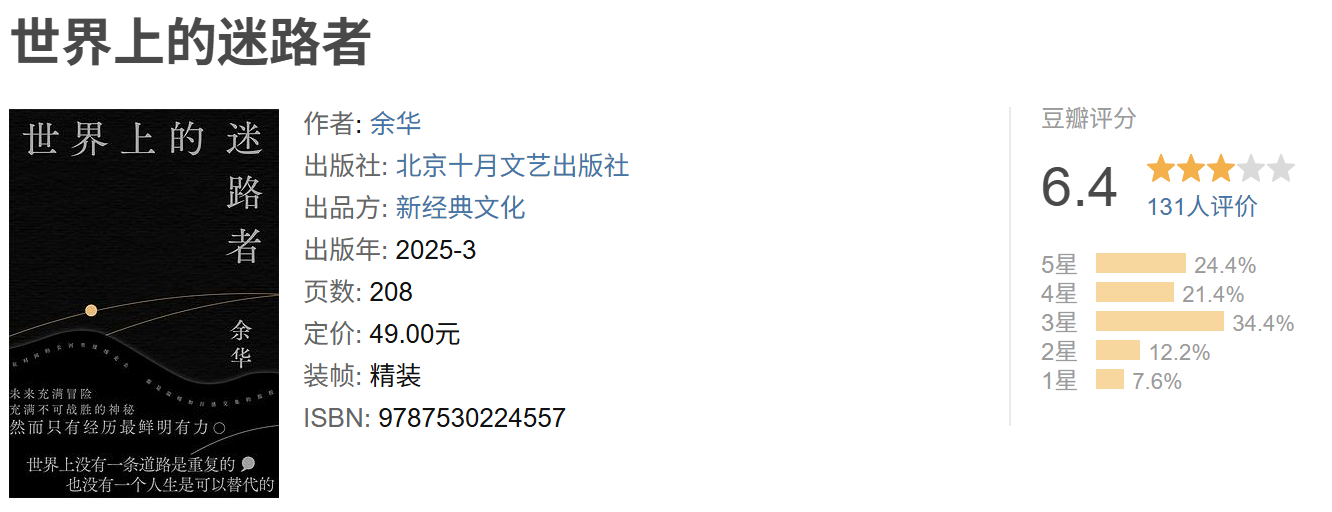 世界上的迷路者
世界上的迷
路
者
余
华
未来充满冒险
充满不可战胜的神秘
然而只有经历最鲜明有力
世界上没有一条道路是重复的
也没有一个人生是可以替代的
作者: 余华
出版社: 北京十月文艺出版社
出品方: 新经典文化
出版年: 2025-3
页数: 208
定价: 49.00元
装帧: 精装
ISBN: 9787530224557
豆瓣评分
6.4
131人评价
5星 24.4%
4星 21.4%
3星 34.4%
2星 12.2%
1星 7.6%